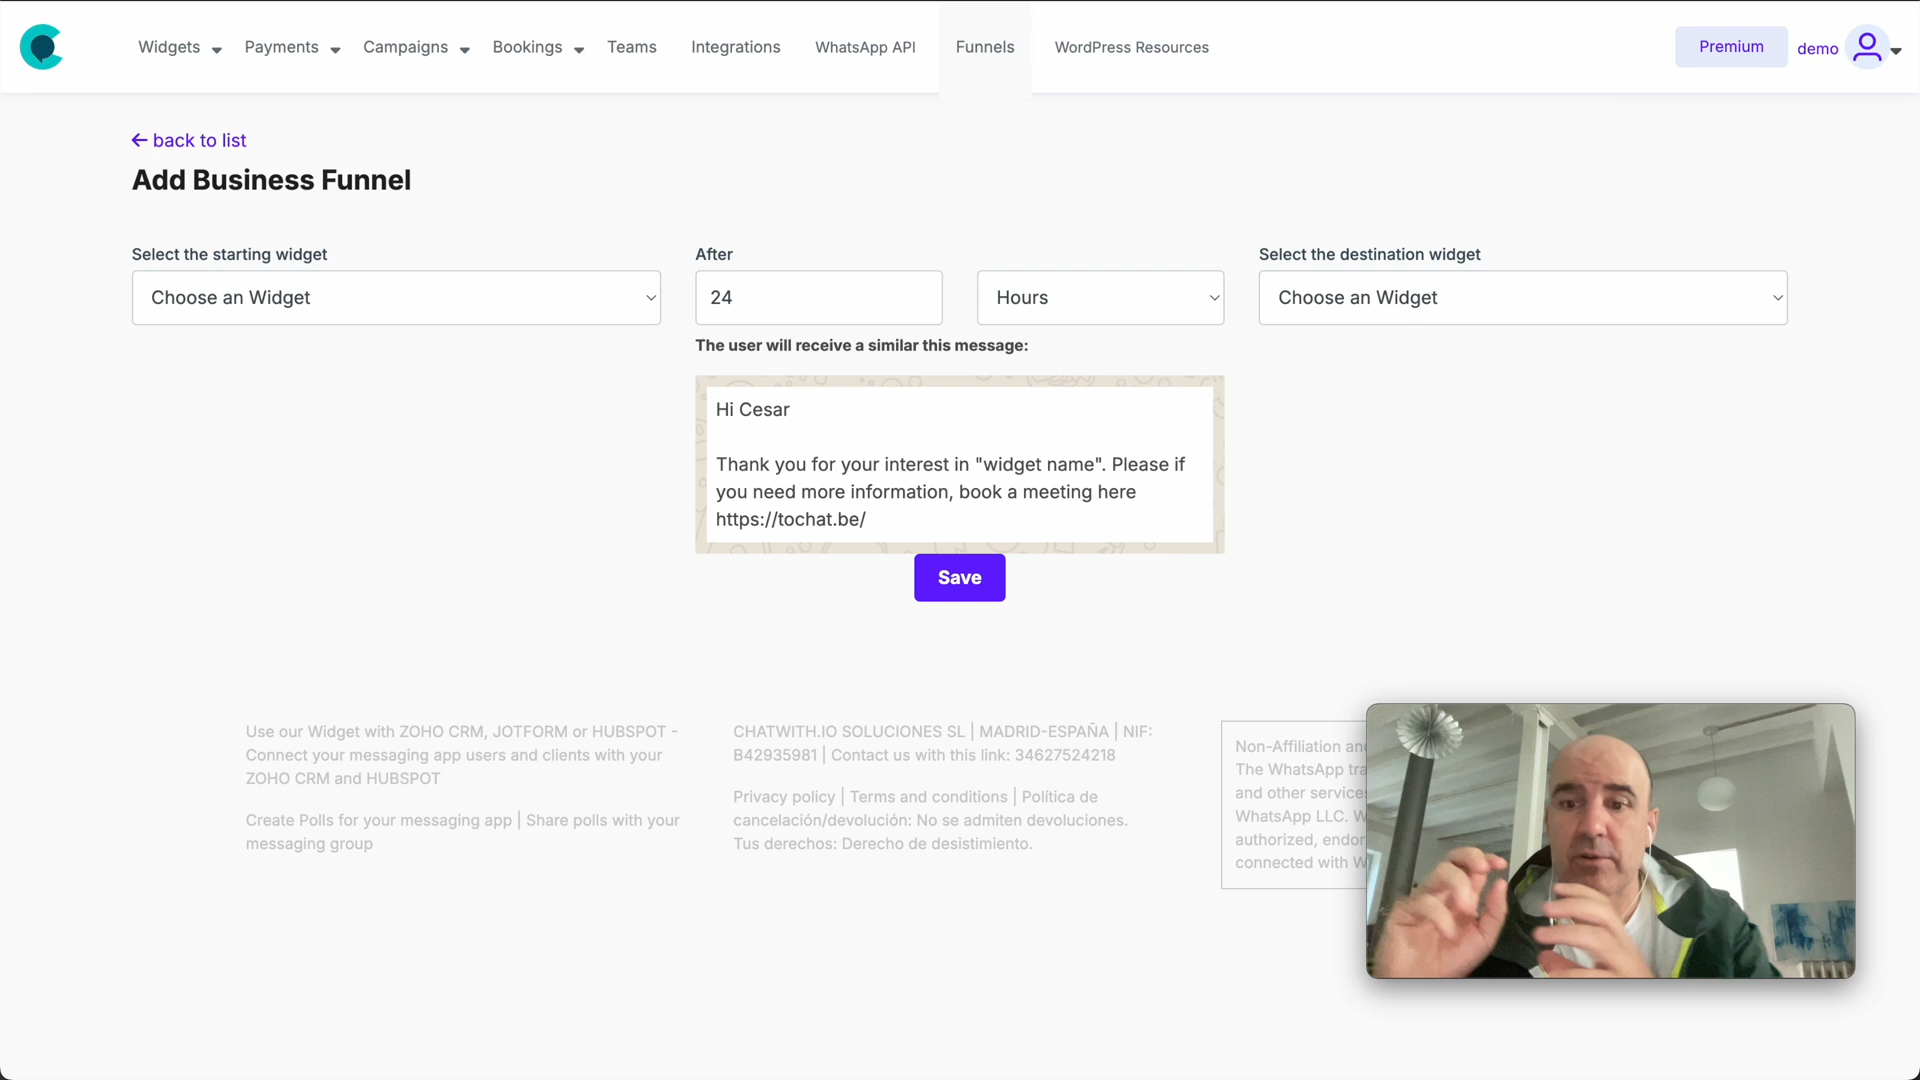 Widgets Payments Campaigns Bookings Teams Integrations WhatsApp API Funnels WordPress Resources Premium demo
back to list
Add Business Funnel
Select the starting widget After Select the destination widget
Choose an Widget 24 Hours Choose an Widget
The user will receive a similar this message:
Hi Cesar
Thank you for your interest in "widget name". Please if
you need more information, book a meeting here
https://tochat.be/
Save
Use our Widget with ZOHO CRM, JOTFORM or HUBSPOT -
Connect your messaging app users and clients with your
ZOHO CRM and HUBSPOT
Create Polls for your messaging app | Share polls with your
messaging group
CHATWITH.IO SOLUCIONES SL | MADRID-ESPAÑA | NIF:
B42935981 | Contact us with this link: 34627524218
Privacy policy | Terms and conditions | Política de
cancelación/devolución: No se admiten devoluciones.
Tus derechos: Derecho de desistimiento.
Non-Affiliation
The WhatsApp
and other
WhatsApp LLC.
connected with